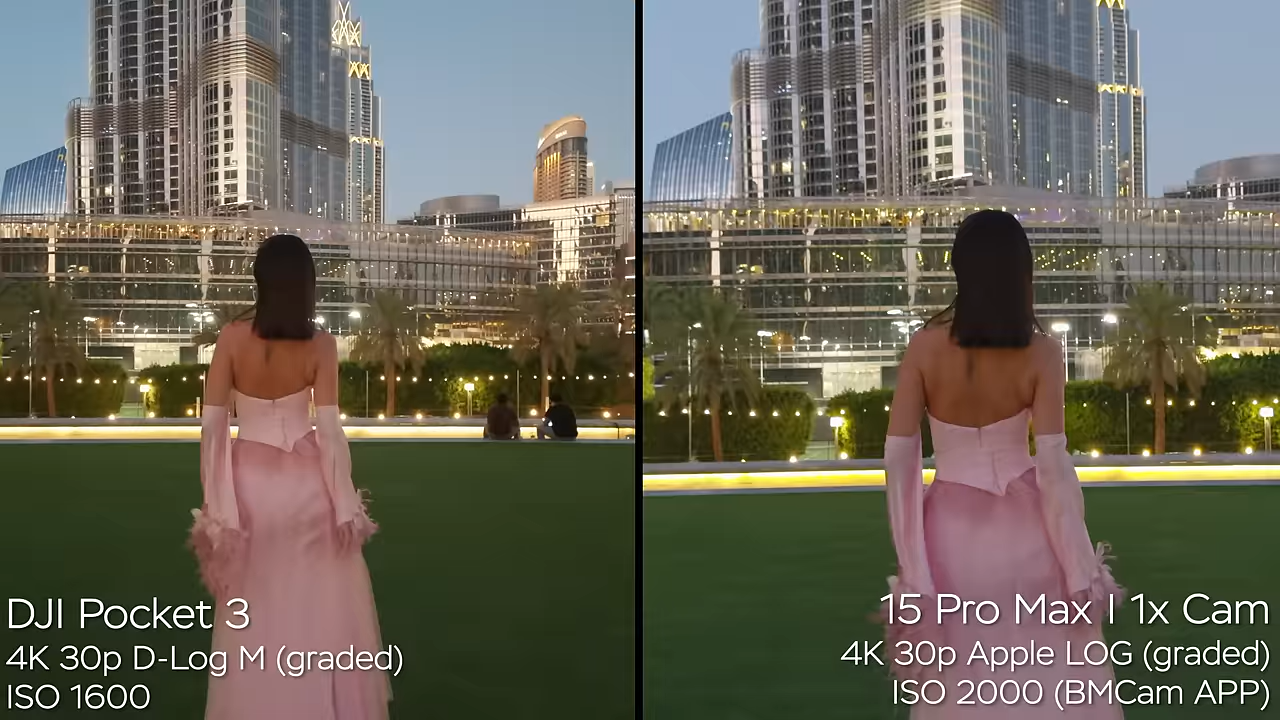 DJI Pocket 3
4K 30p D-Log M (graded)
ISO 1600
15 Pro Max | 1x Cam
4K 30p Apple LOG (graded)
ISO 2000 (BMCam APP)